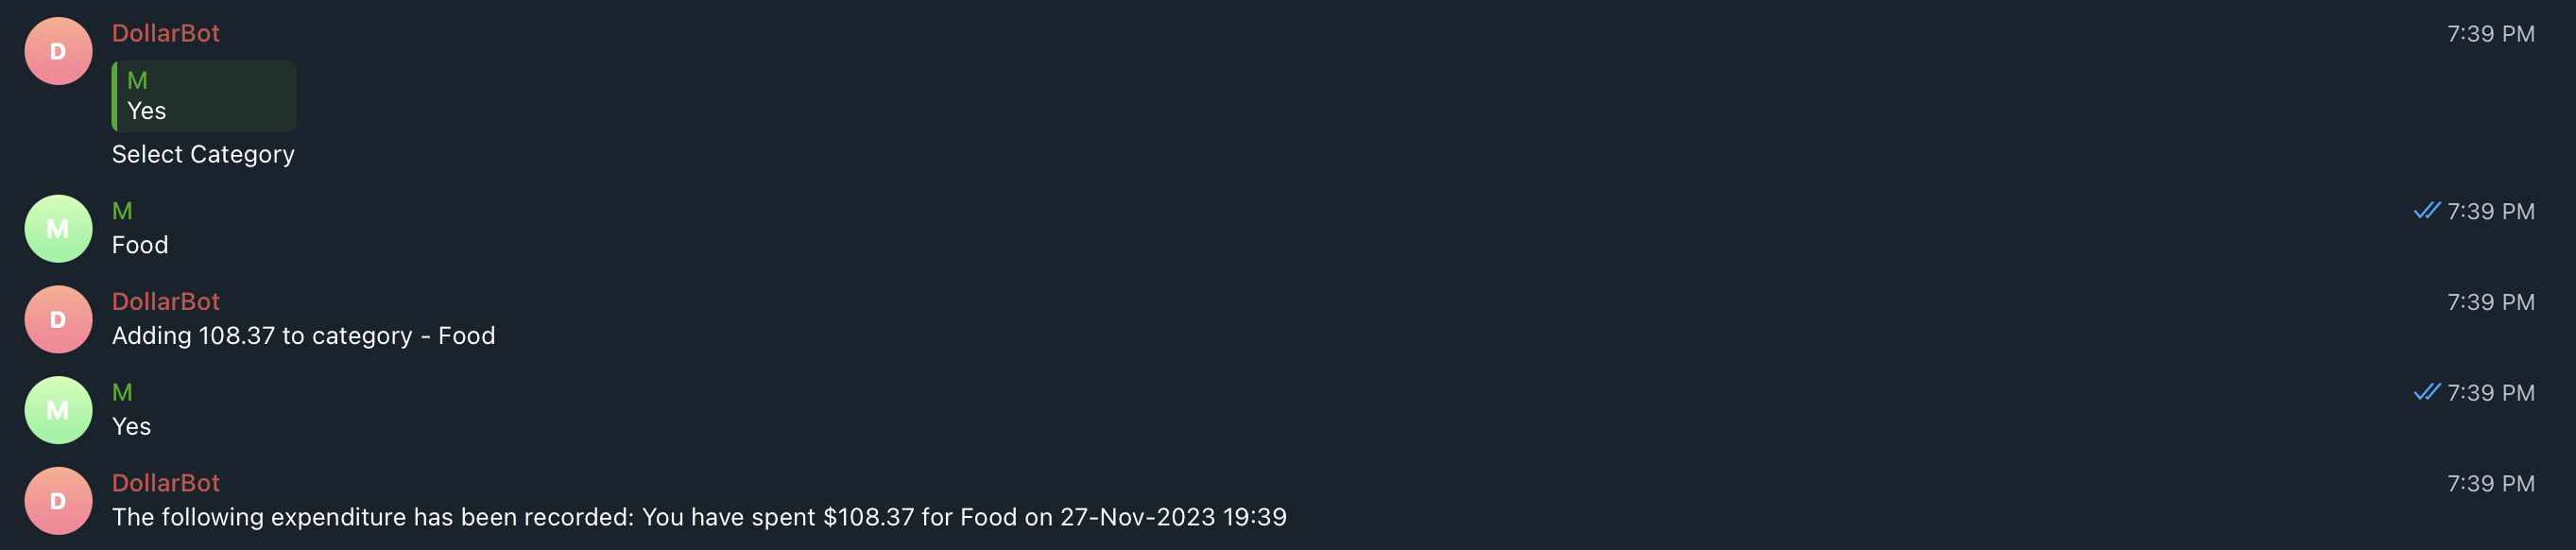 D
DollarBot
7:39 PM
M
Yes
Select Category
M
M
7:39 PM
Food
D
DollarBot
7:39 PM
Adding 108.37 to category - Food
M
M
7:39 PM
Yes
D
DollarBot
7:39 PM
The following expenditure has been recorded: You have spent $108.37 for Food on 27-Nov-2023 19:39